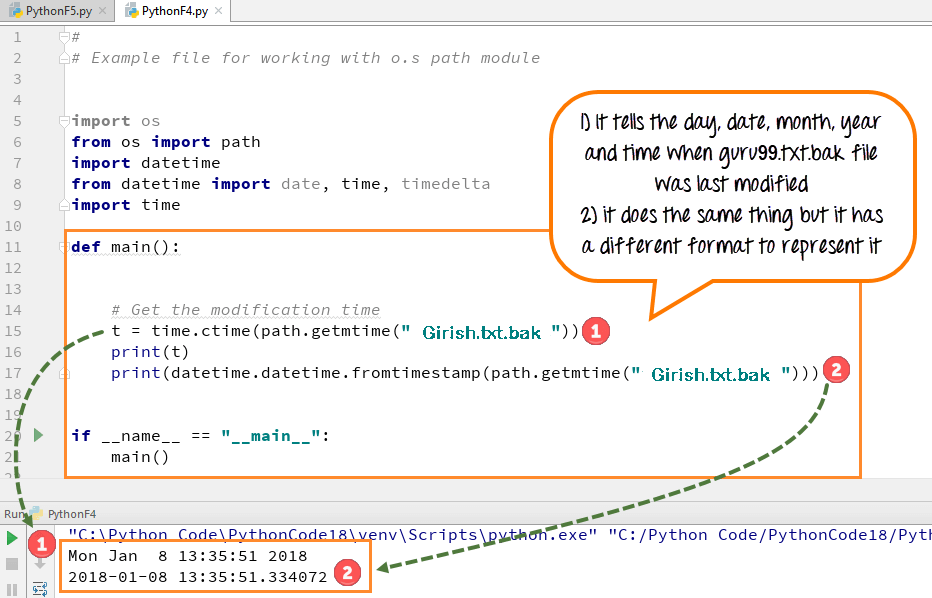 PythonF5.py × PythonF4.py ×
1 #
2 # Example file for working with o.s path module
3
4
5 import os
6 from os import path
7 import datetime
8 from datetime import date, time, timedelta
9 import time
10
11 def main():
12
13
14 # Get the modification time
15 t = time.ctime(path.getmtime(" Girish.txt.bak ")) 1
16 print(t)
17 print(datetime.datetime.fromtimestamp(path.getmtime(" Girish.txt.bak "))) 2
18
19
20 if __name__ == "__main__":
21 main()
1) It tells the day, date, month, year
and time when guru99.txt.bak file
was last modified
2) it does the same thing but it has
a different format to represent it
Run PythonF4
"C:\Python Code\PythonCode18\venv\Scripts\python.exe" "C:/Python Code/PythonCode18/Pyth
1 Mon Jan  8 13:35:51 2018
2018-01-08 13:35:51.334072 2